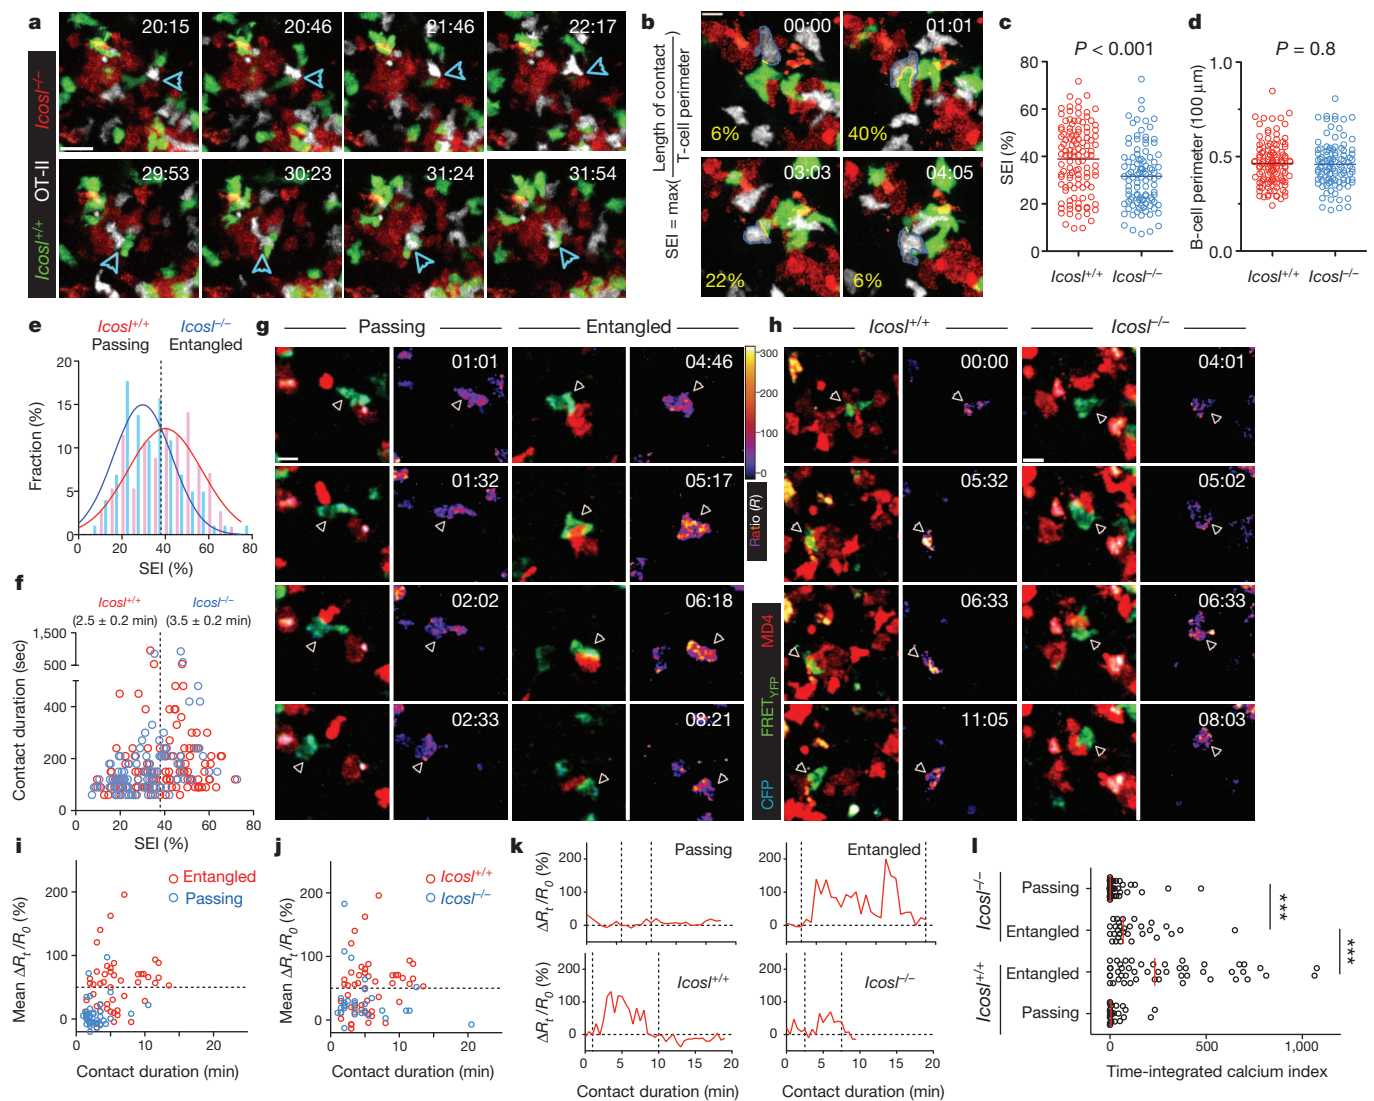 a
Icosl–/–
OT-II
Icosl+/+
20:15
20:46
21:46
22:17
29:53
30:23
31:24
31:54
b
SEI = max(Length of contact / T-cell perimeter)
00:00
01:01
6%
40%
03:03
04:05
22%
6%
c
P < 0.001
SEI (%)
80
60
40
20
0
Icosl+/+
Icosl–/–
d
P = 0.8
B-cell perimeter (100 μm)
1.0
0.5
0.0
Icosl+/+
Icosl–/–
e
Icosl+/+
Icosl–/–
Passing
Entangled
Fraction (%)
20
15
10
5
0
0
20
40
60
80
SEI (%)
f
Icosl+/+
Icosl–/–
(2.5 ± 0.2 min)
(3.5 ± 0.2 min)
Contact duration (sec)
1,500
500
400
200
0
0
20
40
60
80
SEI (%)
g
Passing
Entangled
01:01
04:46
01:32
05:17
02:02
06:18
02:33
08:21
300
200
100
0
Ratio (R)
h
Icosl+/+
Icosl–/–
00:00
04:01
05:32
05:02
06:33
06:33
11:05
08:03
CFP
FRETYFP
MD4
i
Entangled
Passing
Mean ΔRt/R0 (%)
200
100
0
0
10
20
Contact duration (min)
j
Icosl+/+
Icosl–/–
Mean ΔRt/R0 (%)
200
100
0
0
10
20
Contact duration (min)
k
Passing
Entangled
ΔRt/R0 (%)
200
100
0
200
100
0
Icosl+/+
Icosl–/–
ΔRt/R0 (%)
200
100
0
200
100
0
0
5
10
15
20
0
5
10
15
20
Contact duration (min)
Contact duration (min)
l
Icosl–/–
Passing
Entangled
Icosl+/+
Entangled
Passing
***
***
0
500
1,000
Time-integrated calcium index